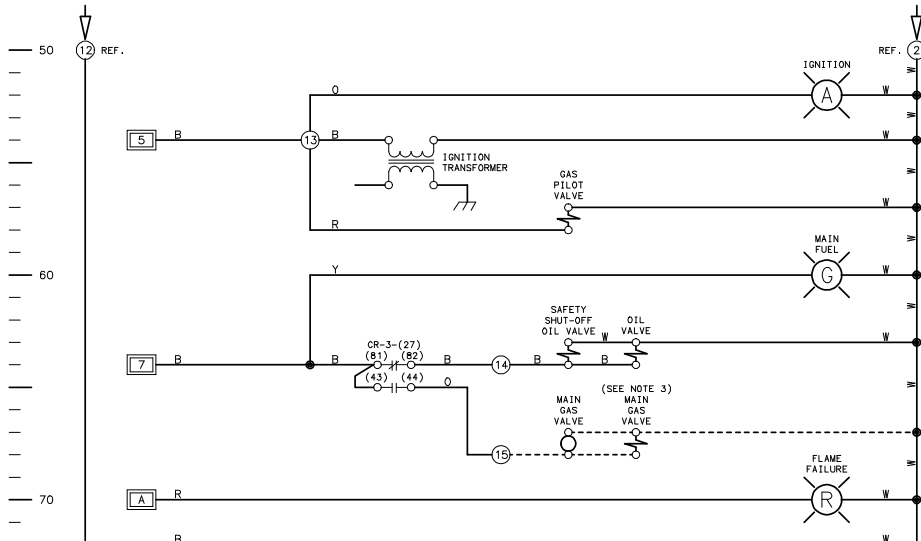 50
12 REF.
REF. 2
W
IGNITION
O
A
W
W
5
B
13
B
W
IGNITION
TRANSFORMER
W
GAS
PILOT
VALVE
W
R
W
MAIN
FUEL
60
Y
G
W
W
SAFETY
SHUT-OFF
OIL VALVE
OIL
VALVE
W
W
CR-3-(27)
(81) (82)
7
B
B
B
14
B
B
(43) (44)
O
W
(SEE NOTE 3)
MAIN
GAS
VALVE
MAIN
GAS
VALVE
15
W
FLAME
FAILURE
70
A
R
R
W
B
W